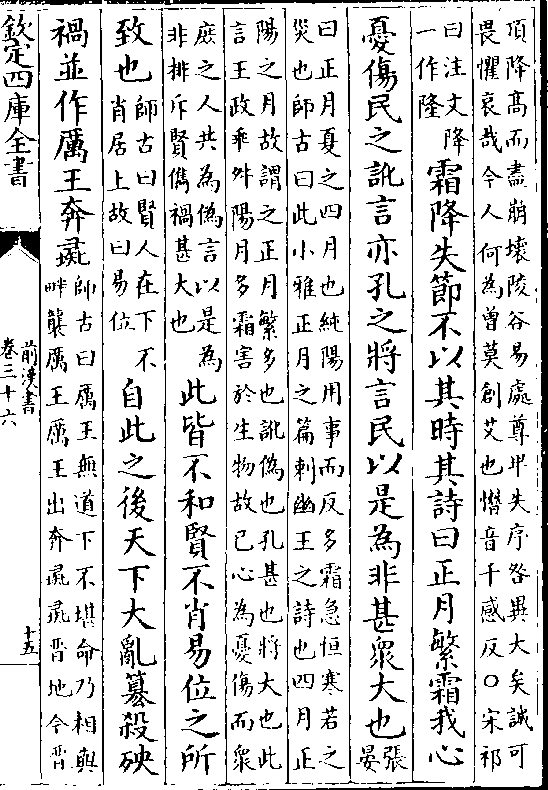 頂降髙而盡崩壊陵谷易處尊卑失序咎異大矣誠可
畏懼哀哉今人何為曾莫創艾也憯音千感反○宋祁
曰注文降
一作隆
霜降失節不以其時其詩曰正月繁霜我心
憂傷民之訛言亦孔之將言民以是為非甚衆大也
張晏
曰正月夏之四月也純陽用事而反多霜急恒寒若之
災也師古曰此小雅正月之篇刺幽王之詩也四月正
陽之月故謂之正月繁多也訛偽也孔甚也將大也此
言王政乖舛陽月多霜害於生物故已心為憂傷而衆
庶之人共為偽言以是為
非排斥賢儁禍甚大也
此皆不和賢不肖易位之所
致也
師古曰賢人在下不
肖居上故曰易位
自此之後天下大亂簒殺殃
禍並作厲王奔彘
師古曰厲王無道下不堪命乃相與
畔襲厲王厲王出奔彘彘晋地今晋
欽定四庫全書
前漢書
卷三十六
十五